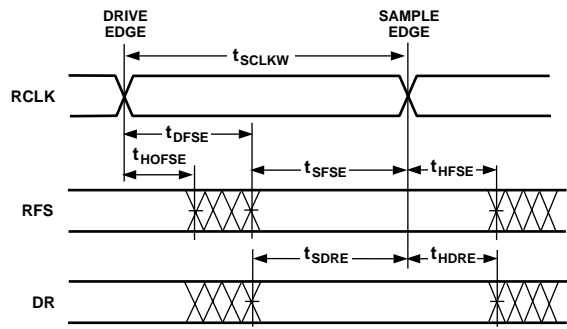 DRIVE EDGE
SAMPLE EDGE
tSCLKW
RCLK
tDFSE
tHOFSE
tSFSE
tHFSE
RFS
tSDRE
tHDRE
DR